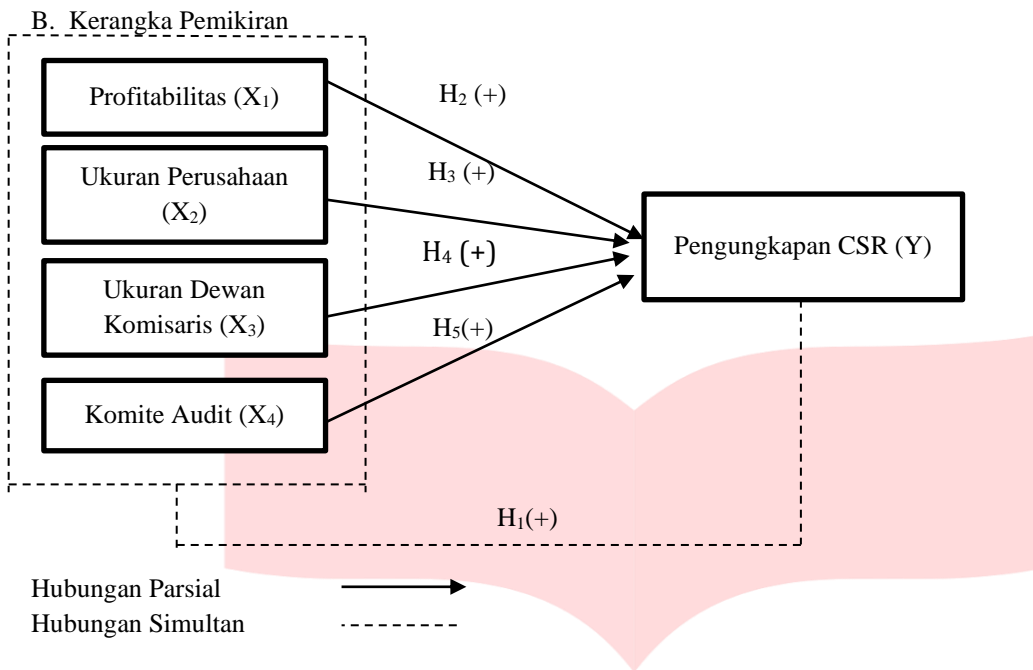 B. Kerangka Pemikiran
Profitabilitas (X₁)
H₂ (+)
Ukuran Perusahaan
(X₂)
H₃ (+)
Pengungkapan CSR (Y)
H₄ (+)
Ukuran Dewan
Komisaris (X₃)
H₅(+)
Komite Audit (X₄)
H₁(+)
Hubungan Parsial
Hubungan Simultan